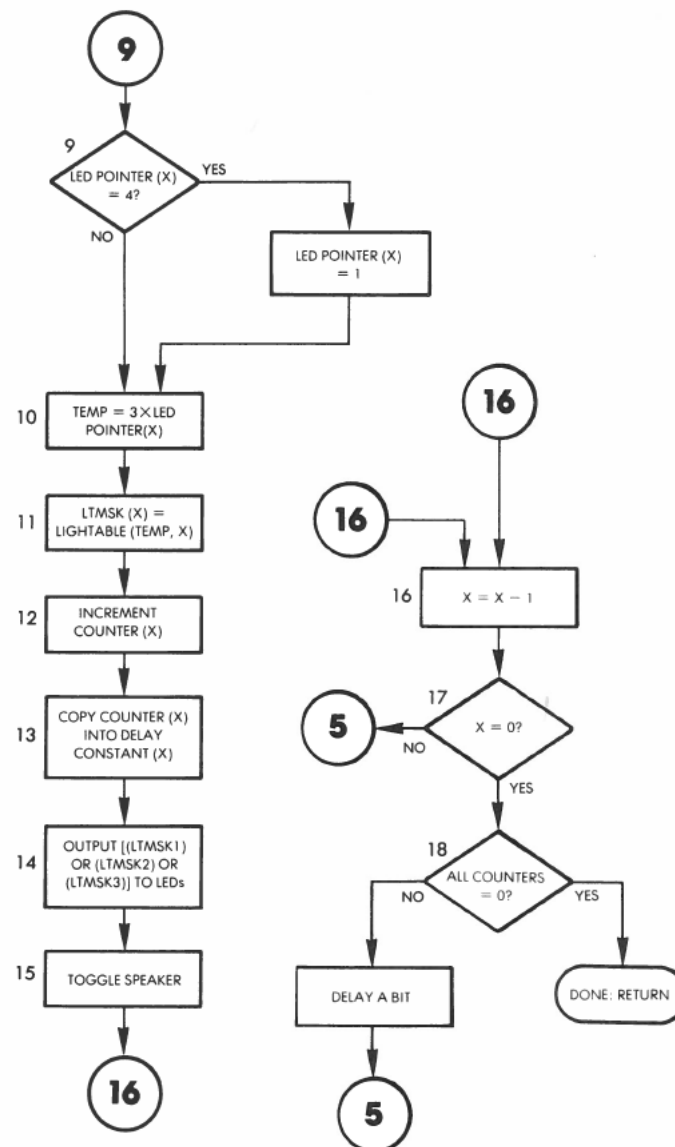 9
9
LED POINTER (X)
= 4?
YES
NO
LED POINTER (X)
= 1
10
TEMP = 3×LED
POINTER(X)
11
LTMSK (X) =
LIGHTABLE (TEMP, X)
12
INCREMENT
COUNTER (X)
13
COPY COUNTER (X)
INTO DELAY
CONSTANT (X)
14
OUTPUT [(LTMSK1)
OR (LTMSK2) OR
(LTMSK3)] TO LEDs
15
TOGGLE SPEAKER
16
16
16
16
X = X − 1
17
X = 0?
NO
5
YES
18
ALL COUNTERS
= 0?
NO
YES
DELAY A BIT
DONE: RETURN
5